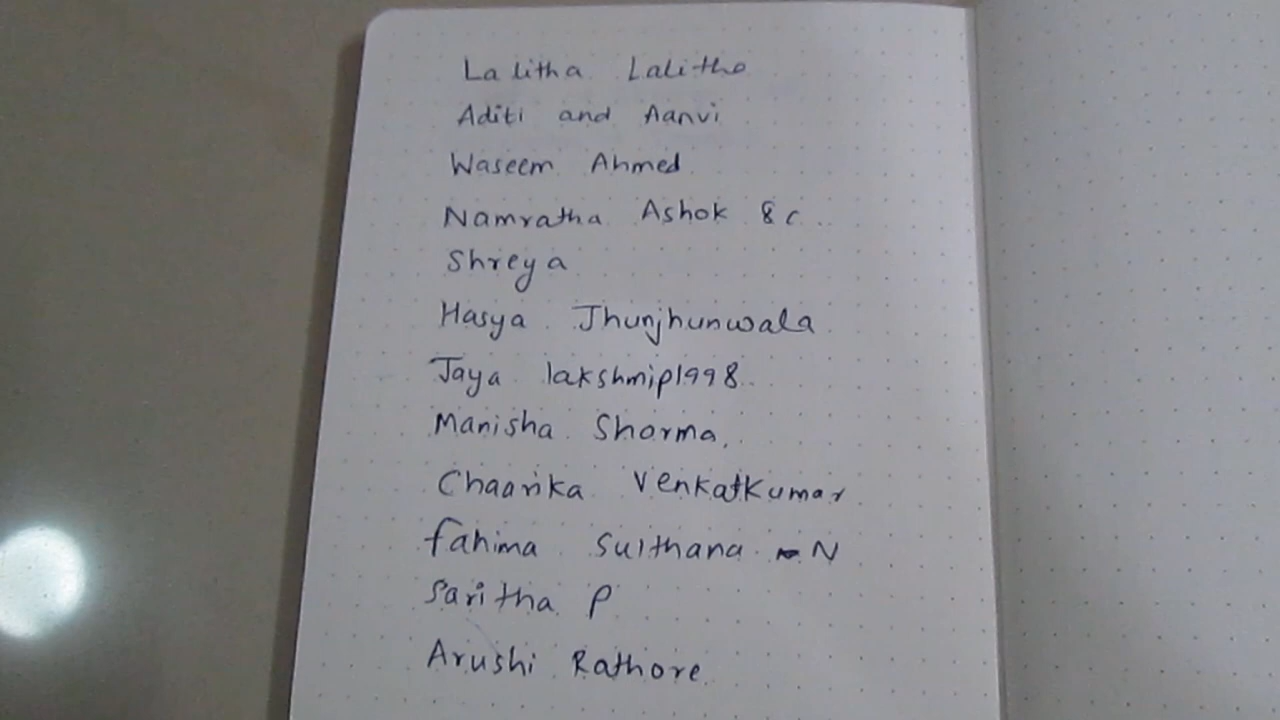 Lalitha Lalitha
Aditi and Aanvi
Waseem Ahmed
Namratha Ashok & c
Shreya
Hasya Jhunjhunwala
Jaya lakshmip1998
Manisha Sharma
Chaarika Venkatkumar
Fahima Sulthana N
Saritha P
Arushi Rathore